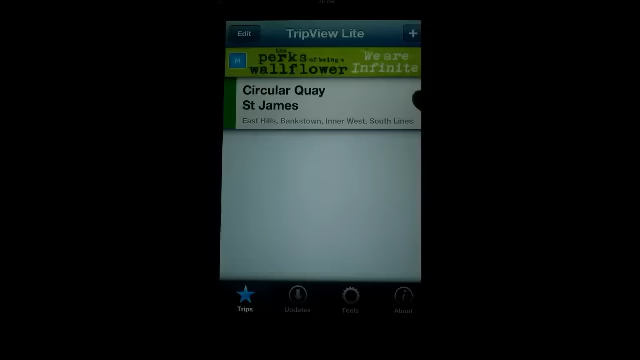 Edit
TripView Lite
+
the
perks of being a
wallflower
We are
Infinite
Circular Quay
St James
East Hills, Bankstown, Inner West, South Lines
Trips
Updates
Tools
About